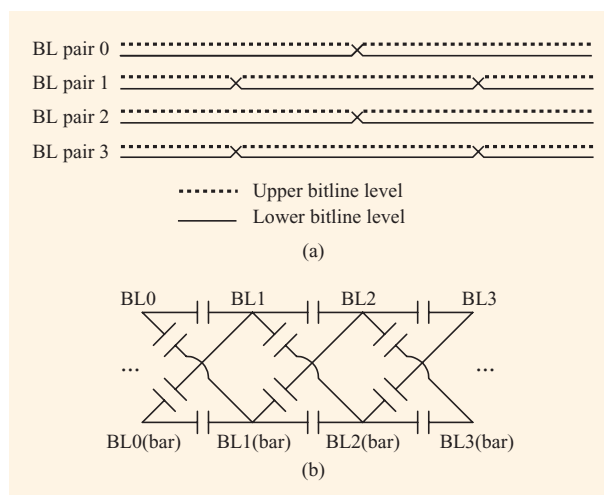 BL pair 0
BL pair 1
BL pair 2
BL pair 3
Upper bitline level
Lower bitline level
(a)
BL0 BL1 BL2 BL3
... ...
BL0(bar) BL1(bar) BL2(bar) BL3(bar)
(b)